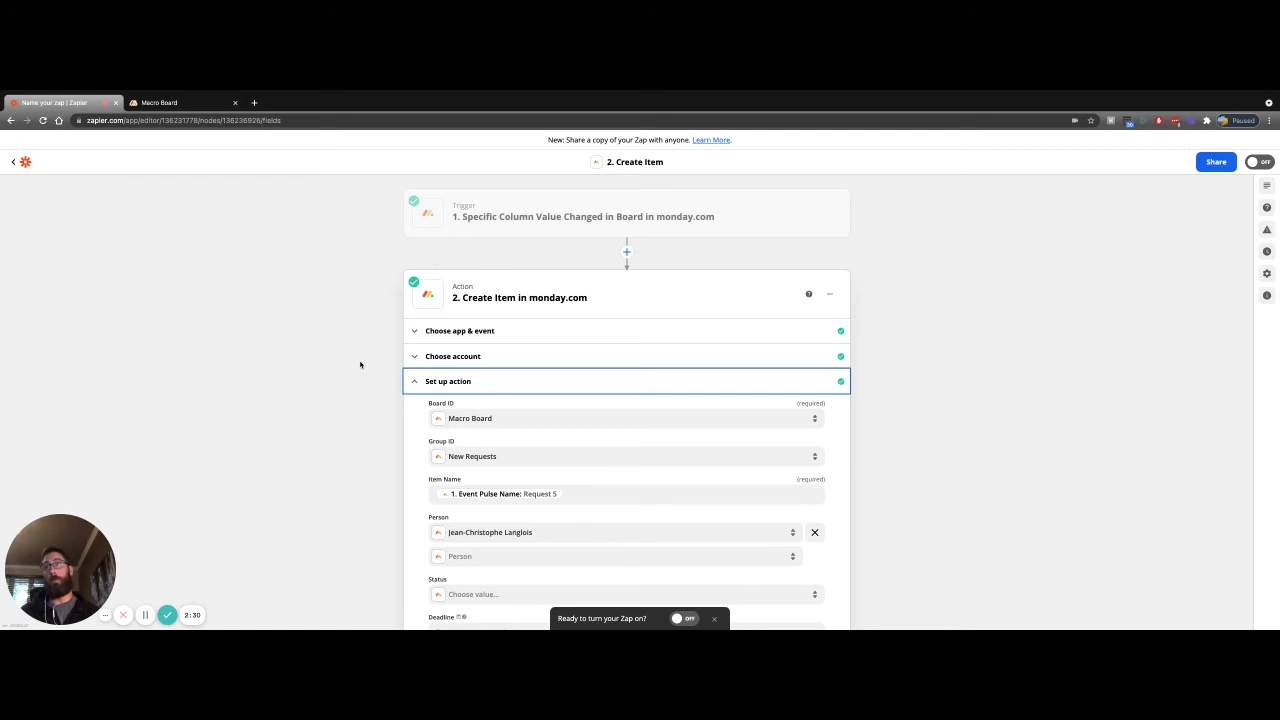 Name your zap | Zapier
Macro Board
zapier.com/app/editor/136231778/nodes/136236926/fields
Paused
New: Share a copy of your Zap with anyone. Learn More.
2. Create Item
Share
OFF
Trigger
1. Specific Column Value Changed in Board in monday.com
Action
2. Create Item in monday.com
Choose app & event
Choose account
Set up action
Board ID (required)
Macro Board
Group ID
New Requests
Item Name (required)
1. Event Pulse Name: Request 5
Person
Jean-Christophe Langlois
Person
Status
Choose value...
Deadline
Ready to turn your Zap on? OFF
2:30